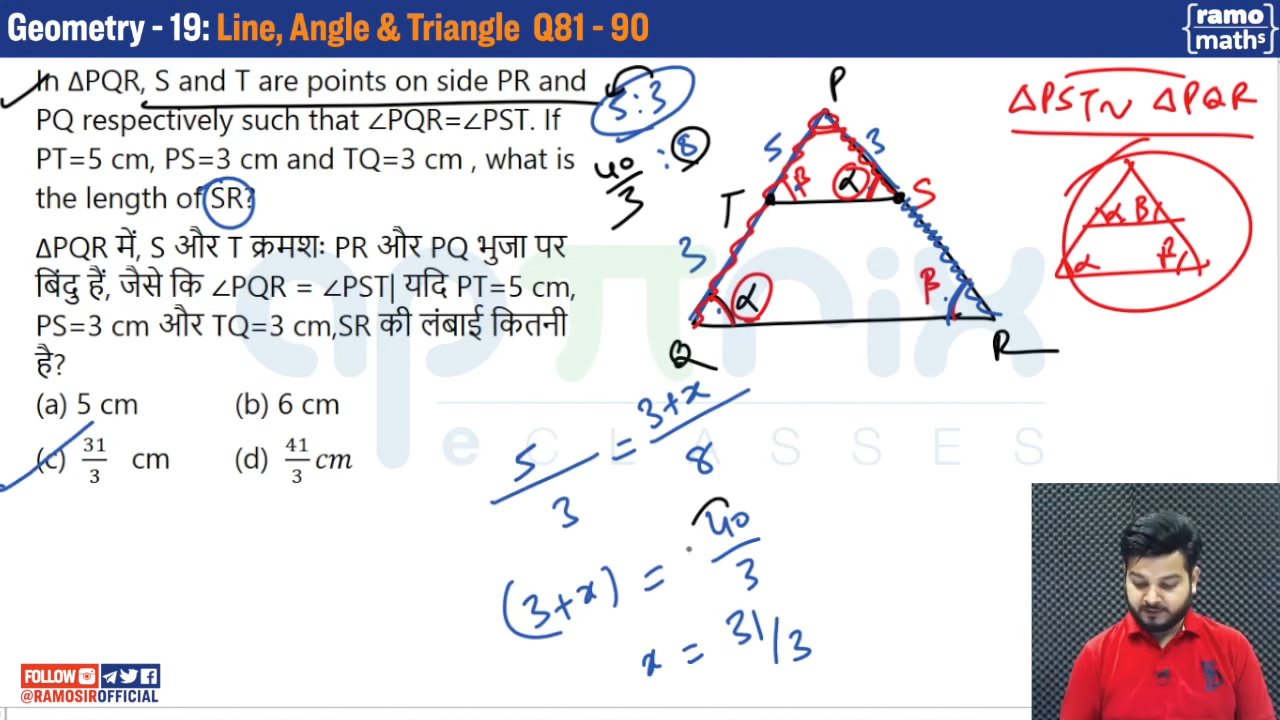 Geometry - 19: Line, Angle & Triangle Q81 - 90
ramo
maths
In ΔPQR, S and T are points on side PR and
PQ respectively such that ∠PQR=∠PST. If
PT=5 cm, PS=3 cm and TQ=3 cm , what is
the length of SR?
ΔPQR में, S और T क्रमशः PR और PQ भुजा पर
बिंदु हैं, जैसे कि ∠PQR = ∠PST| यदि PT=5 cm,
PS=3 cm और TQ=3 cm,SR की लंबाई कितनी
है?
(a) 5 cm (b) 6 cm
(c) 31/3 cm (d) 41/3 cm
5:3
40/3 : 8
P
5 3
β α
T S
3
α β
Q R
ΔPST ~ ΔPQR
α β
α β
5/3 = 3+x/8
(3+x) = 40/3
x = 31/3
apπnix
e CLASSES
FOLLOW
@RAMOSIROFFICIAL